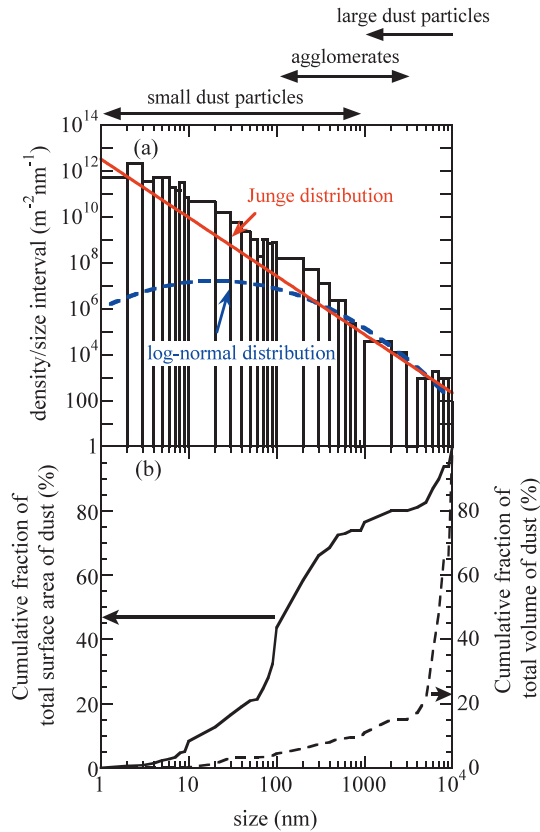 large dust particles
agglomerates
small dust particles
10^14
(a)
10^12
Junge distribution
10^10
10^8
10^6
log-normal distribution
10^4
100
1
density/size interval (m^-2 nm^-1)
(b)
80
60
40
20
0
Cumulative fraction of
total surface area of dust (%)
80
60
40
20
0
Cumulative fraction of
total volume of dust (%)
1 10 100 1000 10^4
size (nm)